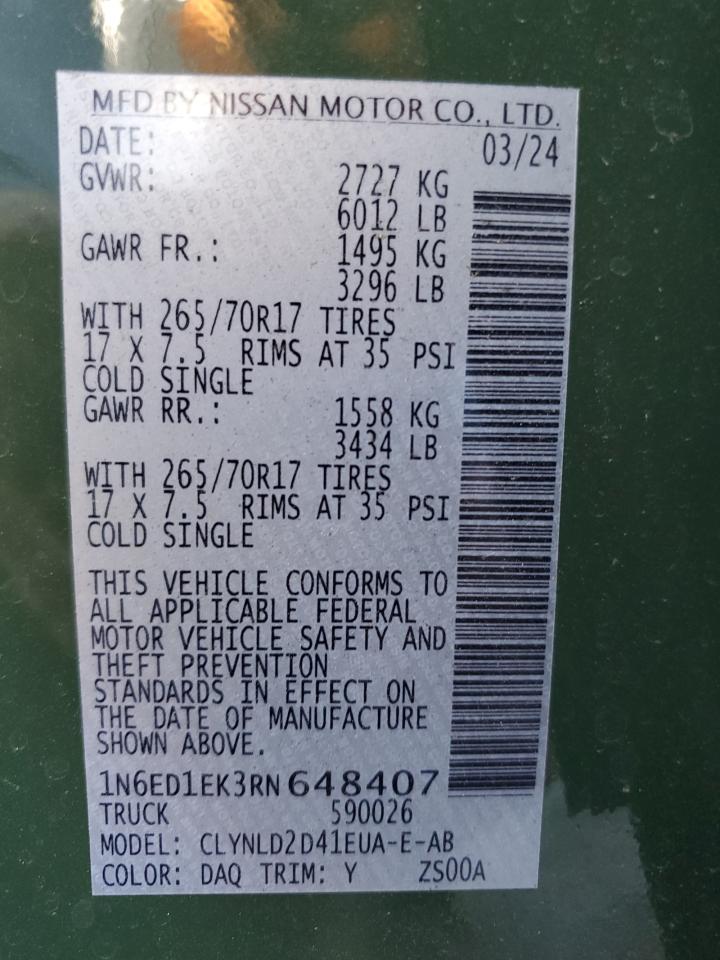 MFD BY NISSAN MOTOR CO., LTD.
DATE: 03/24
GVWR: 2727 KG
6012 LB
GAWR FR.: 1495 KG
3296 LB
WITH 265/70R17 TIRES
17 X 7.5 RIMS AT 35 PSI
COLD SINGLE
GAWR RR.: 1558 KG
3434 LB
WITH 265/70R17 TIRES
17 X 7.5 RIMS AT 35 PSI
COLD SINGLE
THIS VEHICLE CONFORMS TO
ALL APPLICABLE FEDERAL
MOTOR VEHICLE SAFETY AND
THEFT PREVENTION
STANDARDS IN EFFECT ON
THE DATE OF MANUFACTURE
SHOWN ABOVE.
1N6ED1EK3RN648407
TRUCK 590026
MODEL: CLYNLD2D41EUA-E-AB
COLOR: DAQ TRIM: Y ZS00A